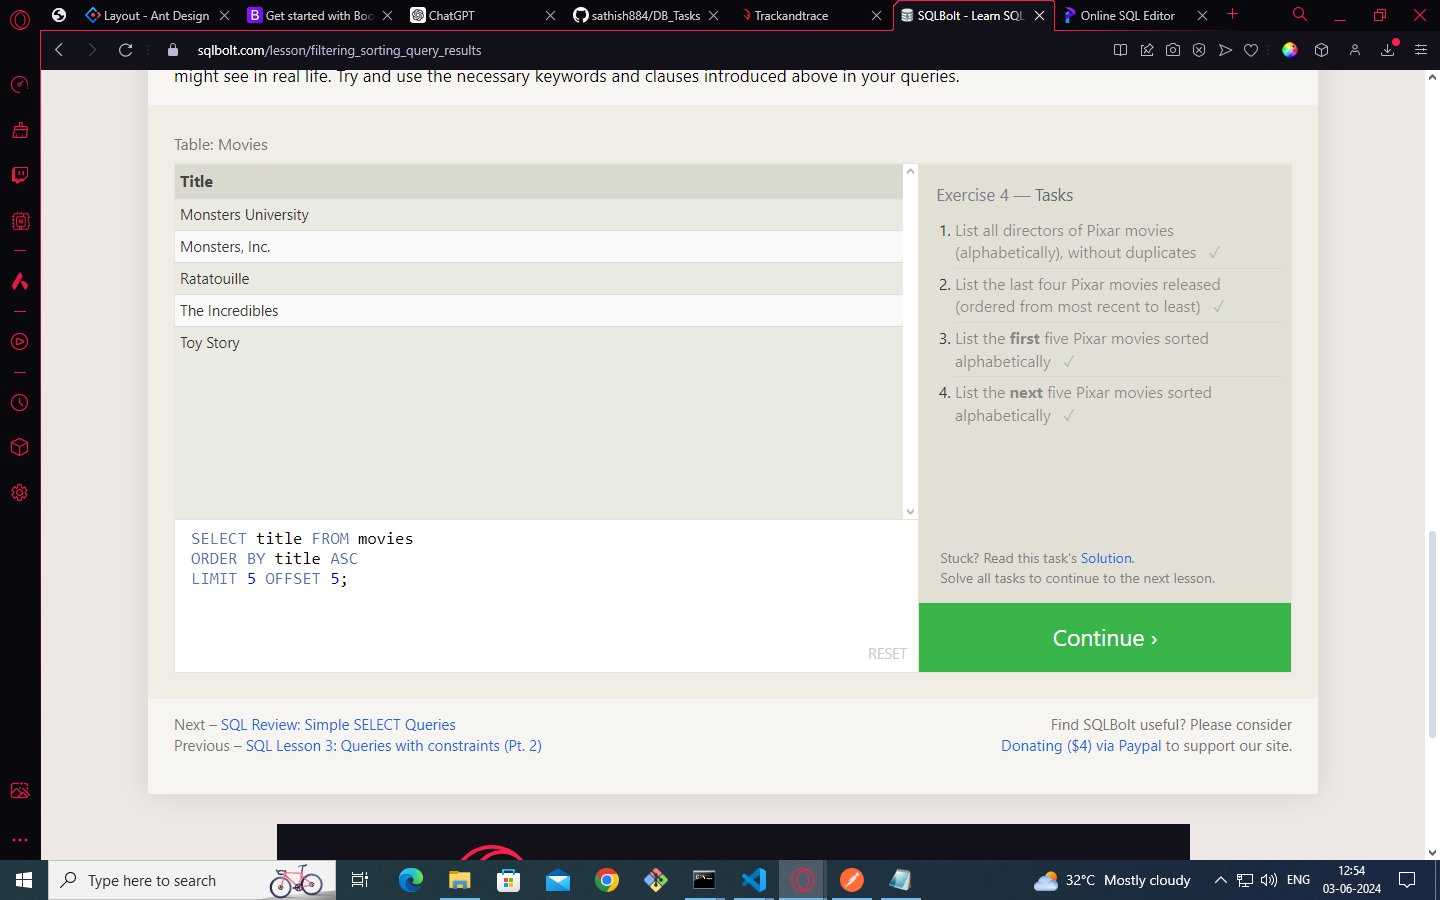 Layout - Ant Design
Get started with Boo
ChatGPT
sathish884/DB_Tasks
Trackandtrace
SQLBolt - Learn SQL
Online SQL Editor
sqlbolt.com/lesson/filtering_sorting_query_results
might see in real life. Try and use the necessary keywords and clauses introduced above in your queries.
Table: Movies
Title
Monsters University
Monsters, Inc.
Ratatouille
The Incredibles
Toy Story
SELECT title FROM movies
ORDER BY title ASC
LIMIT 5 OFFSET 5;
RESET
Exercise 4 — Tasks
1. List all directors of Pixar movies
(alphabetically), without duplicates ✓
2. List the last four Pixar movies released
(ordered from most recent to least) ✓
3. List the first five Pixar movies sorted
alphabetically ✓
4. List the next five Pixar movies sorted
alphabetically ✓
Stuck? Read this task's Solution.
Solve all tasks to continue to the next lesson.
Continue ›
Next – SQL Review: Simple SELECT Queries
Previous – SQL Lesson 3: Queries with constraints (Pt. 2)
Find SQLBolt useful? Please consider
Donating ($4) via Paypal to support our site.
Type here to search
32°C Mostly cloudy
ENG
12:54
03-06-2024